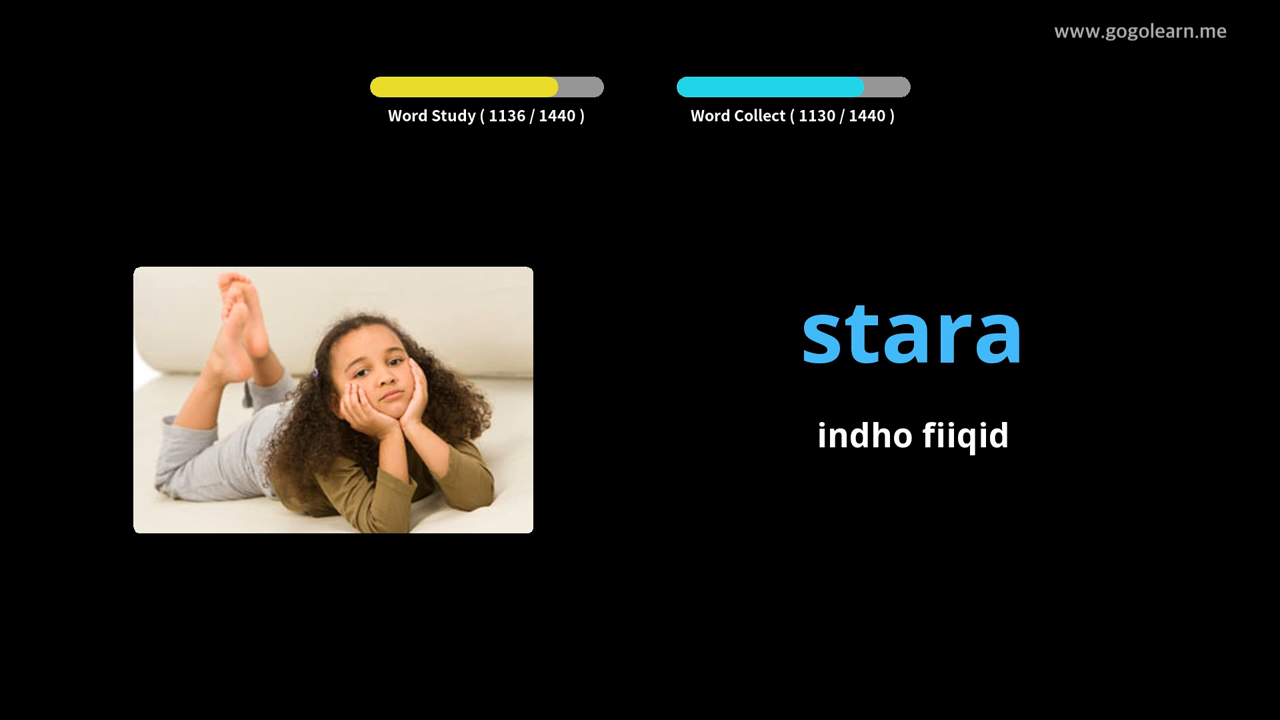 www.gogolearn.me
Word Study ( 1136 / 1440 )
Word Collect ( 1130 / 1440 )
stara
indho fiiqid